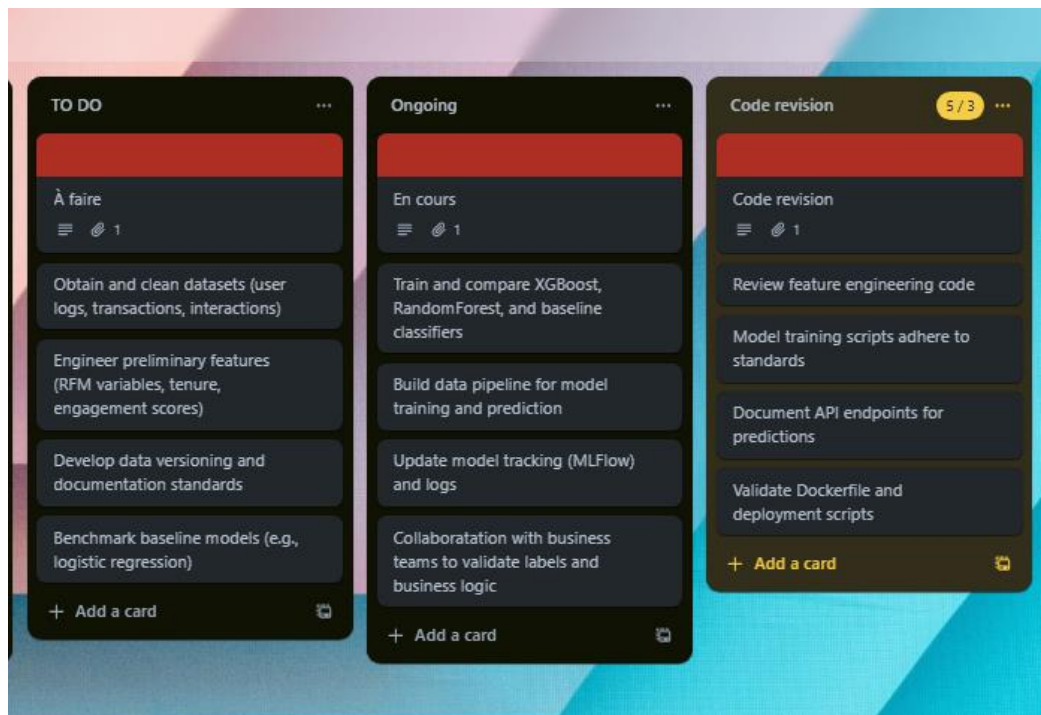 TO DO
À faire
1
Obtain and clean datasets (user
logs, transactions, interactions)
Engineer preliminary features
(RFM variables, tenure,
engagement scores)
Develop data versioning and
documentation standards
Benchmark baseline models (e.g.,
logistic regression)
+ Add a card
Ongoing
En cours
1
Train and compare XGBoost,
RandomForest, and baseline
classifiers
Build data pipeline for model
training and prediction
Update model tracking (MLFlow)
and logs
Collaboratation with business
teams to validate labels and
business logic
+ Add a card
Code revision 5 / 3
Code revision
1
Review feature engineering code
Model training scripts adhere to
standards
Document API endpoints for
predictions
Validate Dockerfile and
deployment scripts
+ Add a card